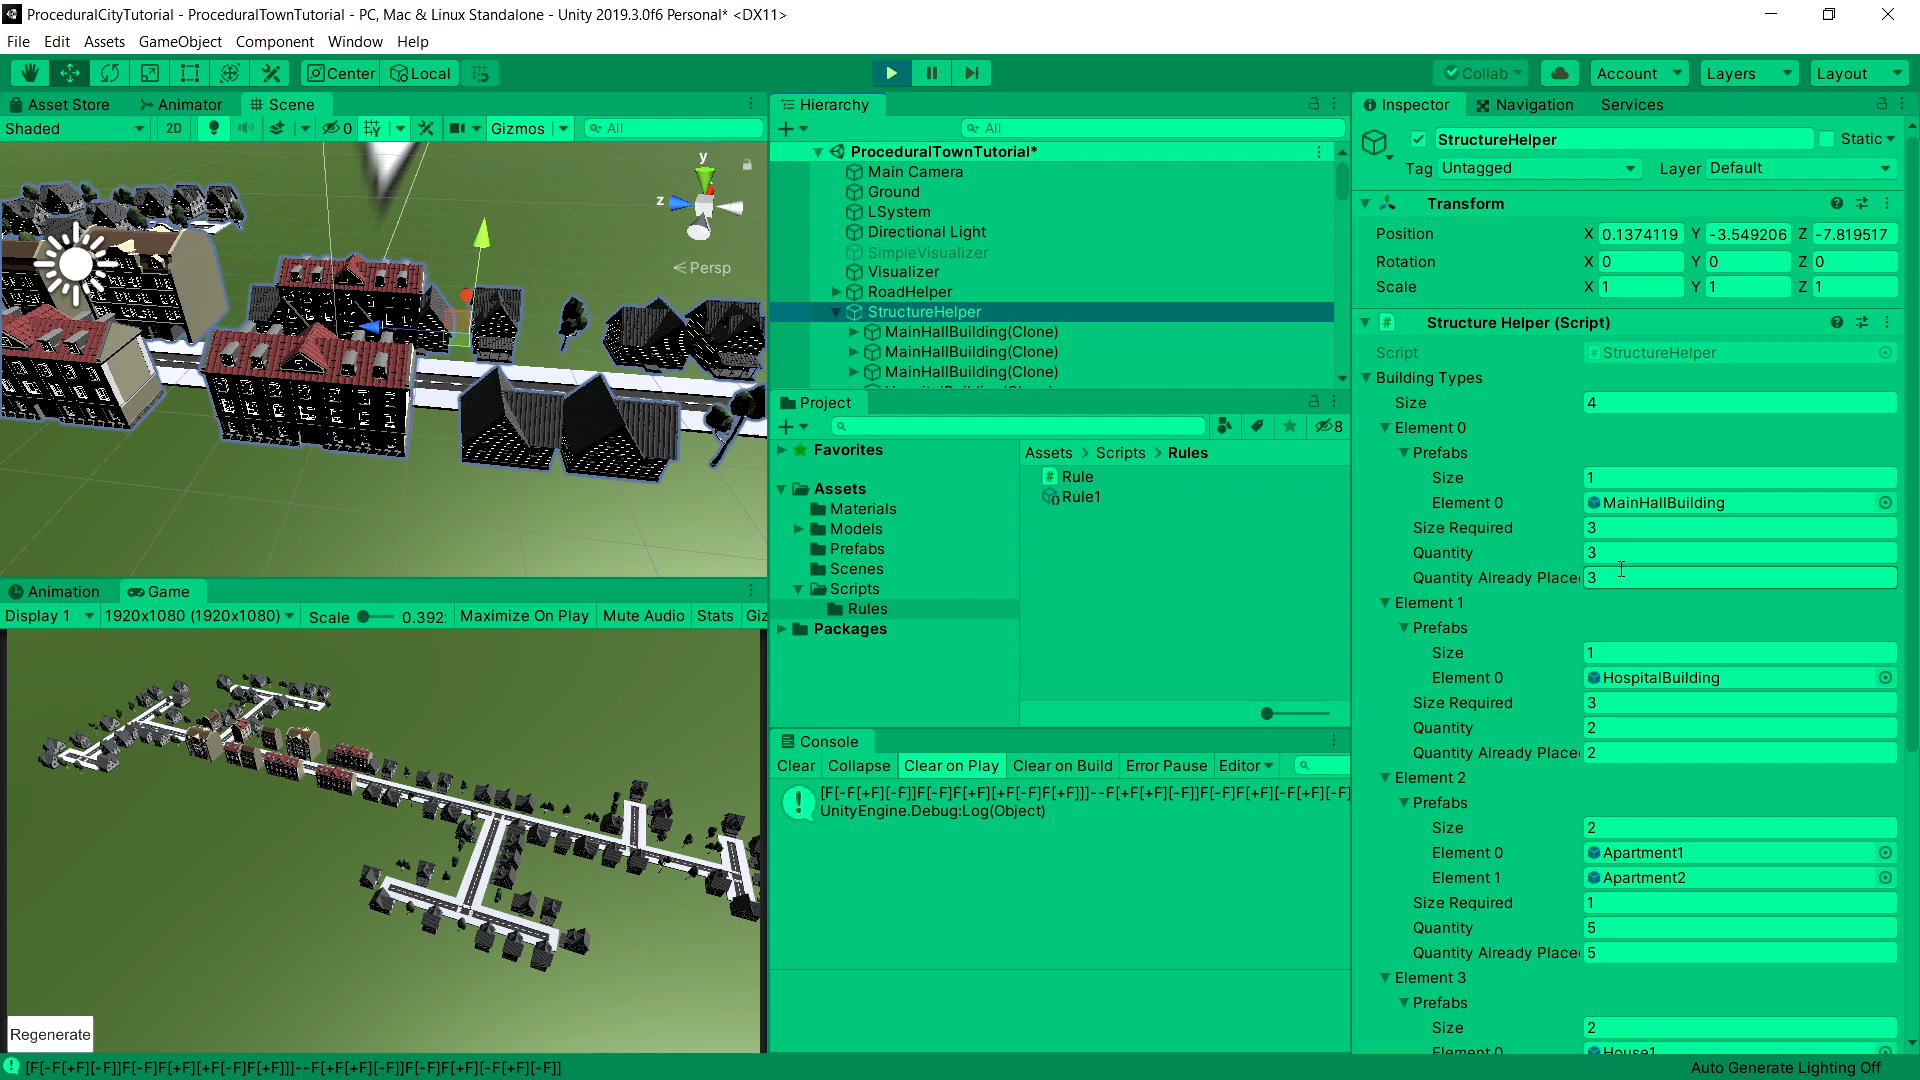 ProceduralCityTutorial - ProceduralTownTutorial - PC, Mac & Linux Standalone - Unity 2019.3.0f6 Personal* <DX11>
File Edit Assets GameObject Component Window Help
Center Local Collab Account Layers Layout
Asset Store Animator Scene
Shaded 2D 0 Gizmos All
y
z
Persp
Animation Game
Display 1 1920x1080 (1920x1080) Scale 0.392: Maximize On Play Mute Audio Stats Giz
Regenerate
Hierarchy
All
ProceduralTownTutorial*
Main Camera
Ground
LSystem
Directional Light
SimpleVisualizer
Visualizer
RoadHelper
StructureHelper
MainHallBuilding(Clone)
MainHallBuilding(Clone)
MainHallBuilding(Clone)
Project
8
Favorites
Assets
Materials
Models
Prefabs
Scenes
Scripts
Rules
Packages
Assets > Scripts > Rules
Rule
Rule1
Console
Clear Collapse Clear on Play Clear on Build Error Pause Editor
[F[-F[+F][-F]]F[-F]F[+F][+F[-F]F[+F]]]--F[+F[+F][-F]]F[-F]F[+F][-F[+F][-F]
UnityEngine.Debug:Log(Object)
Inspector Navigation Services
StructureHelper Static
Tag Untagged Layer Default
Transform
Position X 0.1374119 Y -3.549206 Z -7.819517
Rotation X 0 Y 0 Z 0
Scale X 1 Y 1 Z 1
Structure Helper (Script)
Script StructureHelper
Building Types
Size 4
Element 0
Prefabs
Size 1
Element 0 MainHallBuilding
Size Required 3
Quantity 3
Quantity Already Place 3
Element 1
Prefabs
Size 1
Element 0 HospitalBuilding
Size Required 3
Quantity 2
Quantity Already Place 2
Element 2
Prefabs
Size 2
Element 0 Apartment1
Element 1 Apartment2
Size Required 1
Quantity 5
Quantity Already Place 5
Element 3
Prefabs
Size 2
Element 0 House1
[F[-F[+F][-F]]F[-F]F[+F][+F[-F]F[+F]]]--F[+F[+F][-F]]F[-F]F[+F][-F[+F][-F]]
Auto Generate Lighting Off